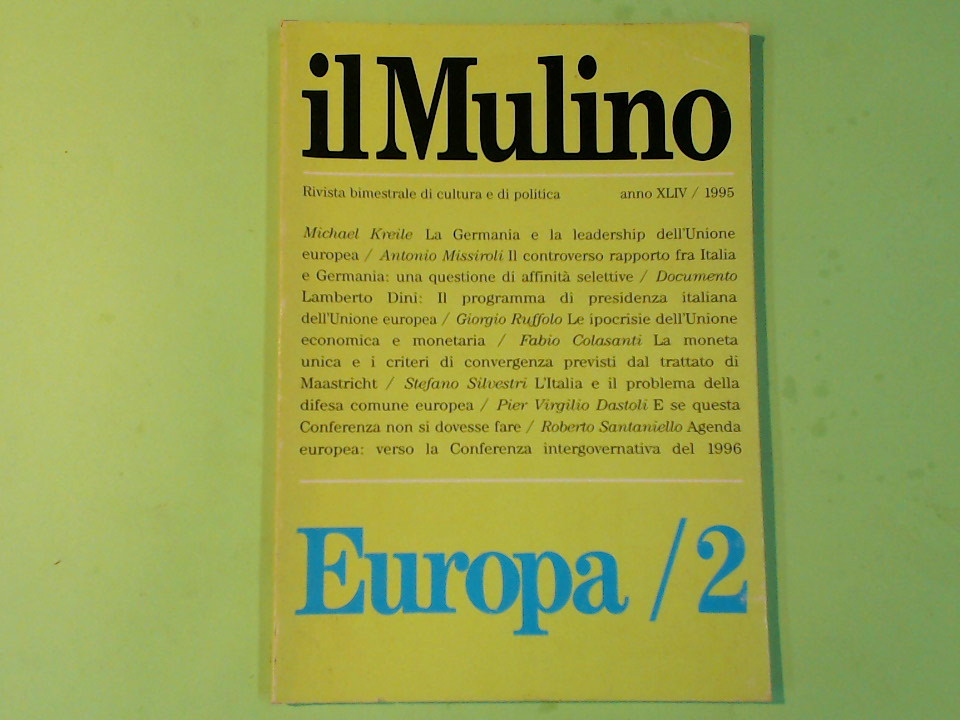 il Mulino
Rivista bimestrale di cultura e di politica anno XLIV / 1995
Michael Kreile La Germania e la leadership dell'Unione
europea / Antonio Missiroli Il controverso rapporto fra Italia
e Germania: una questione di affinità selettive / Documento
Lamberto Dini: Il programma di presidenza italiana
dell'Unione europea / Giorgio Ruffolo Le ipocrisie dell'Unione
economica e monetaria / Fabio Colasanti La moneta
unica e i criteri di convergenza previsti dal trattato di
Maastricht / Stefano Silvestri L'Italia e il problema della
difesa comune europea / Pier Virgilio Dastoli E se questa
Conferenza non si dovesse fare / Roberto Santaniello Agenda
europea: verso la Conferenza intergovernativa del 1996
Europa /2